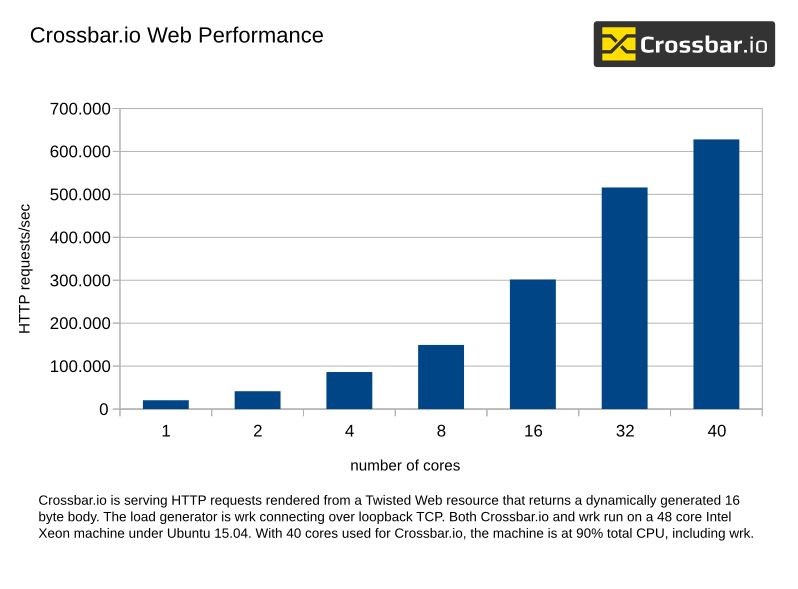 Crossbar.io Web Performance
Crossbar.io
700.000
600.000
500.000
400.000
300.000
200.000
100.000
0
HTTP requests/sec
1 2 4 8 16 32 40
number of cores
Crossbar.io is serving HTTP requests rendered from a Twisted Web resource that returns a dynamically generated 16
byte body. The load generator is wrk connecting over loopback TCP. Both Crossbar.io and wrk run on a 48 core Intel
Xeon machine under Ubuntu 15.04. With 40 cores used for Crossbar.io, the machine is at 90% total CPU, including wrk.